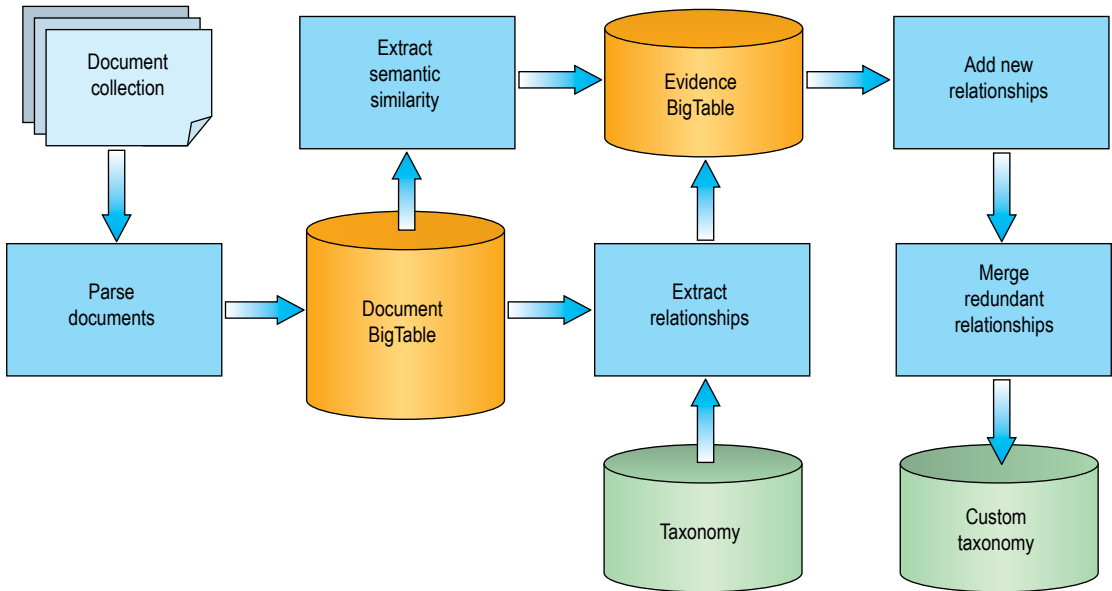 Document
collection
Extract
semantic
similarity
Evidence
BigTable
Add new
relationships
Parse
documents
Document
BigTable
Extract
relationships
Merge
redundant
relationships
Taxonomy
Custom
taxonomy